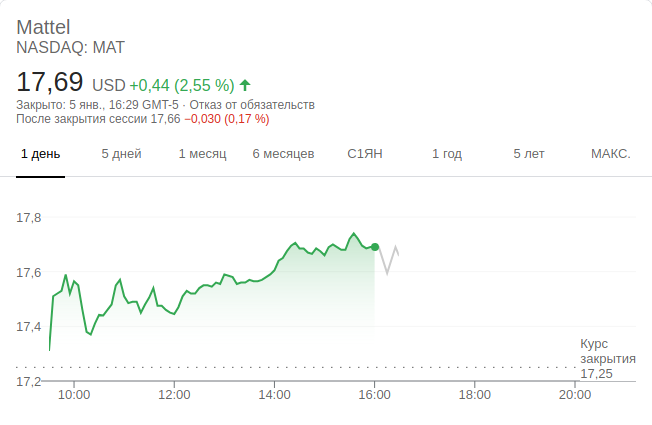 Mattel
NASDAQ: MAT
17,69 USD +0,44 (2,55 %)
Закрыто: 5 янв., 16:29 GMT-5 · Отказ от обязательств
После закрытия сессии 17,66 −0,030 (0,17 %)
1 день 5 дней 1 месяц 6 месяцев С1ЯН 1 год 5 лет МАКС.
17,8
17,6
17,4
Курс
закрытия
17,25
17,2
10:00 12:00 14:00 16:00 18:00 20:00